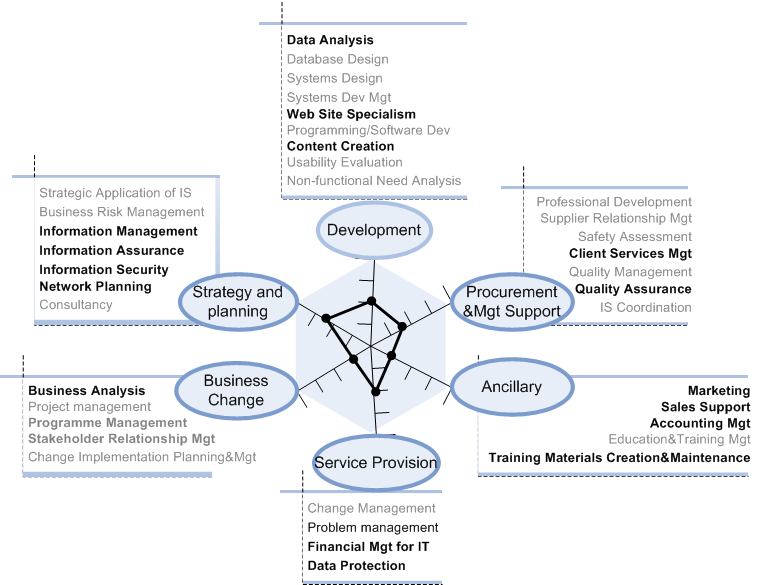 Data Analysis
Database Design
Systems Design
Systems Dev Mgt
Web Site Specialism
Programming/Software Dev
Content Creation
Usability Evaluation
Non-functional Need Analysis
Development
Strategic Application of IS
Business Risk Management
Information Management
Information Assurance
Information Security
Network Planning
Consultancy
Strategy and
planning
Professional Development
Supplier Relationship Mgt
Safety Assessment
Client Services Mgt
Quality Management
Quality Assurance
IS Coordination
Procurement
&Mgt Support
Business Analysis
Project management
Programme Management
Stakeholder Relationship Mgt
Change Implementation Planning&Mgt
Business
Change
Ancillary
Marketing
Sales Support
Accounting Mgt
Education&Training Mgt
Training Materials Creation&Maintenance
Service Provision
Change Management
Problem management
Financial Mgt for IT
Data Protection